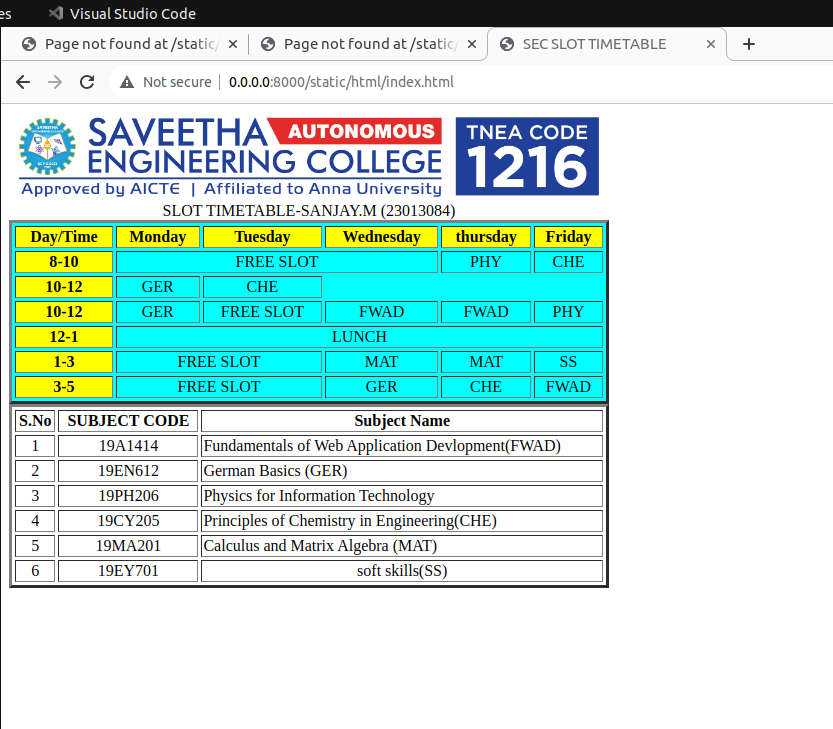 es Visual Studio Code
Page not found at /static/ Page not found at /static/ SEC SLOT TIMETABLE
Not secure 0.0.0.0:8000/static/html/index.html
SAVEETHA AUTONOMOUS TNEA CODE
ENGINEERING COLLEGE 1216
Approved by AICTE | Affiliated to Anna University
SLOT TIMETABLE-SANJAY.M (23013084)
Day/Time Monday Tuesday Wednesday thursday Friday
8-10 FREE SLOT PHY CHE
10-12 GER CHE
10-12 GER FREE SLOT FWAD FWAD PHY
12-1 LUNCH
1-3 FREE SLOT MAT MAT SS
3-5 FREE SLOT GER CHE FWAD
S.No SUBJECT CODE Subject Name
1 19A1414 Fundamentals of Web Application Devlopment(FWAD)
2 19EN612 German Basics (GER)
3 19PH206 Physics for Information Technology
4 19CY205 Principles of Chemistry in Engineering(CHE)
5 19MA201 Calculus and Matrix Algebra (MAT)
6 19EY701 soft skills(SS)